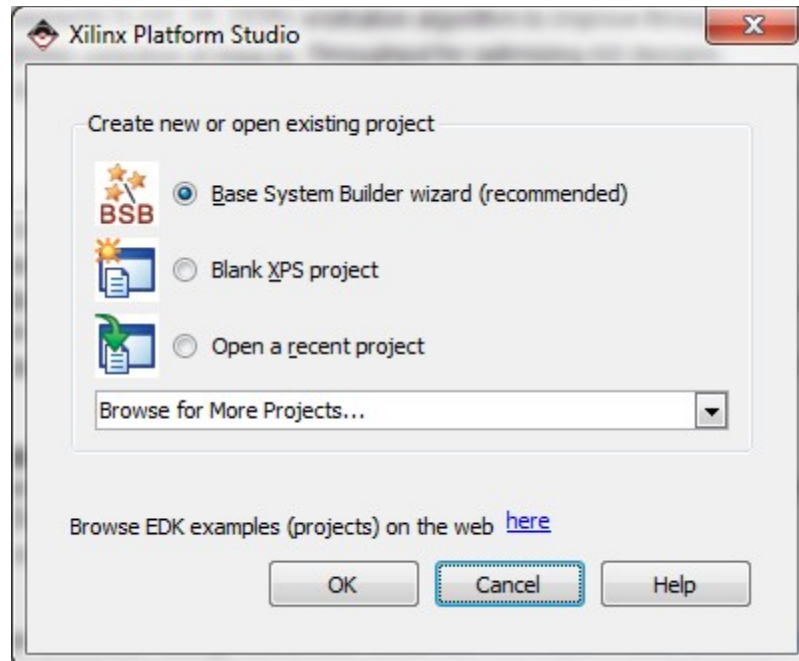 Xilinx Platform Studio
Create new or open existing project
BSB
Base System Builder wizard (recommended)
Blank XPS project
Open a recent project
Browse for More Projects...
Browse EDK examples (projects) on the web here
OK
Cancel
Help